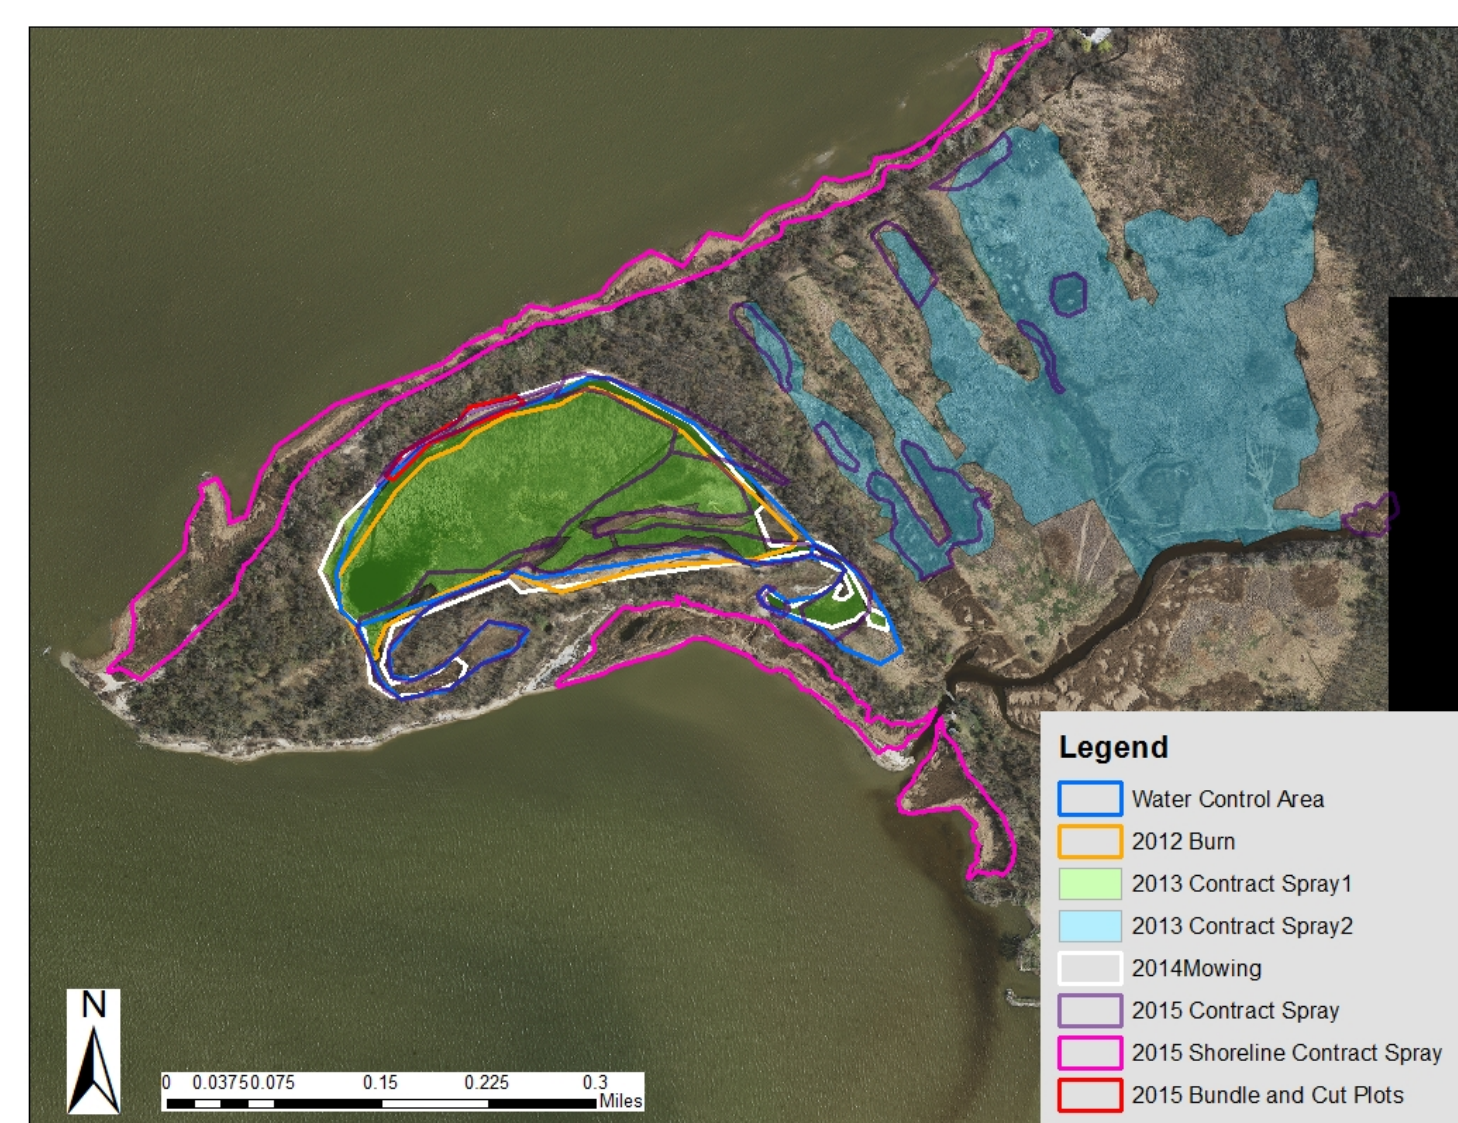 Legend
Water Control Area
2012 Burn
2013 Contract Spray1
2013 Contract Spray2
2014Mowing
2015 Contract Spray
2015 Shoreline Contract Spray
2015 Bundle and Cut Plots
N
0 0.0375 0.075 0.15 0.225 0.3
Miles